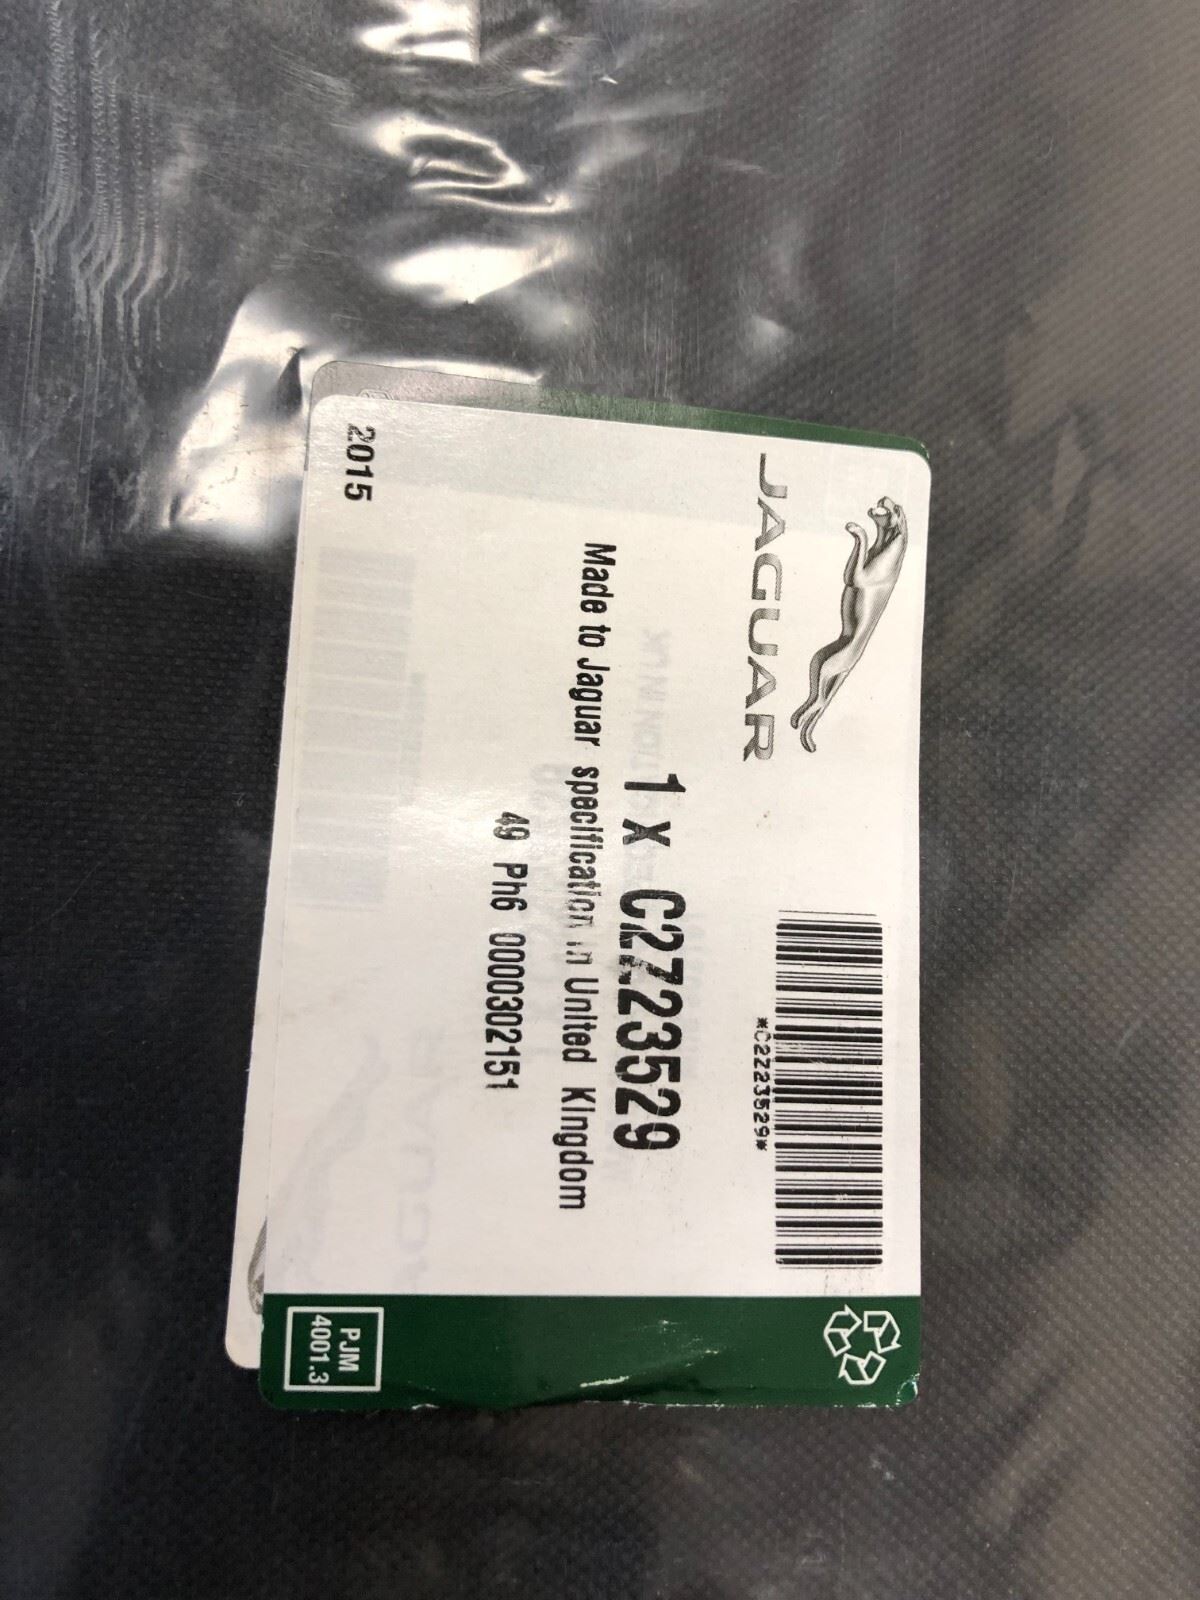 JAGUAR
*C2Z23529*
1 x C2Z23529
Made to Jaguar specification in United Kingdom
49 Ph6 0000302151
2015
PJM
4001.3